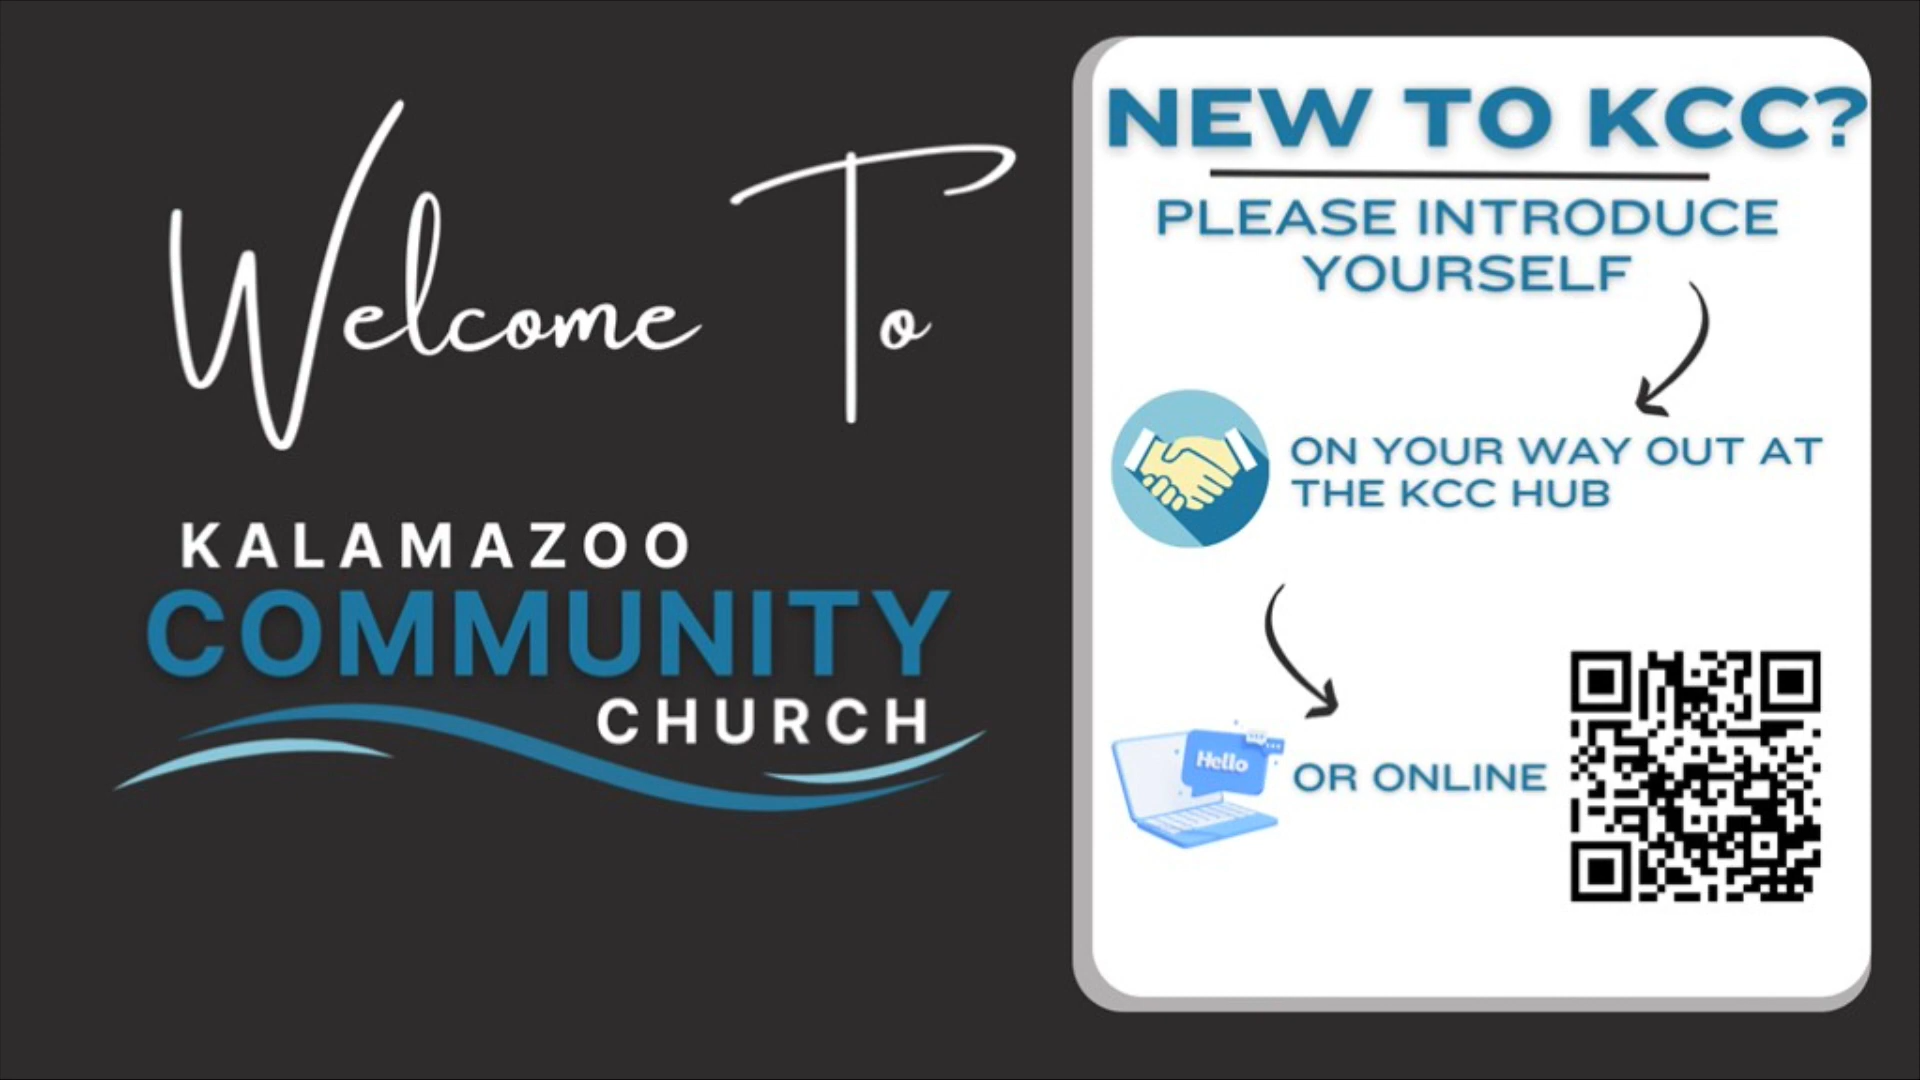 Welcome To
KALAMAZOO
COMMUNITY
CHURCH
NEW TO KCC?
PLEASE INTRODUCE
YOURSELF
ON YOUR WAY OUT AT
THE KCC HUB
Hello
OR ONLINE